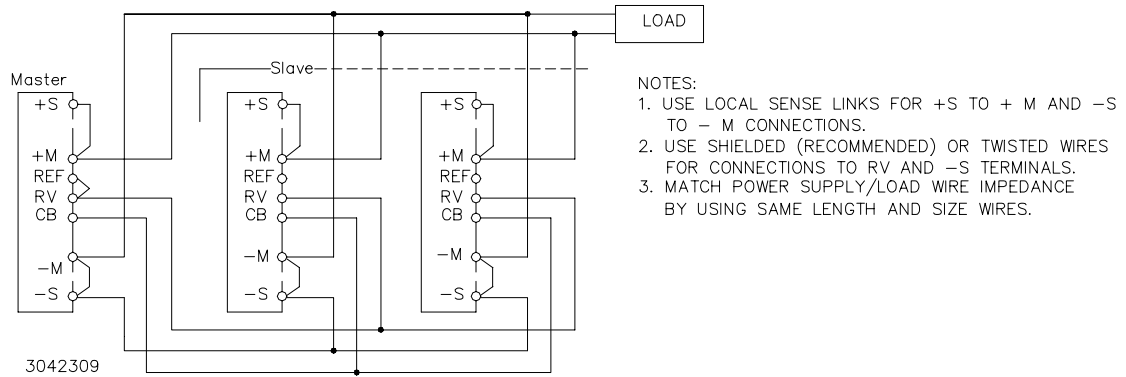 LOAD
Slave
Master
+S
+M
REF
RV
CB
−M
−S
+S
+M
REF
RV
CB
−M
−S
+S
+M
REF
RV
CB
−M
−S
3042309
NOTES:
1. USE LOCAL SENSE LINKS FOR +S TO + M AND −S
TO − M CONNECTIONS.
2. USE SHIELDED (RECOMMENDED) OR TWISTED WIRES
FOR CONNECTIONS TO RV AND −S TERMINALS.
3. MATCH POWER SUPPLY/LOAD WIRE IMPEDANCE
BY USING SAME LENGTH AND SIZE WIRES.